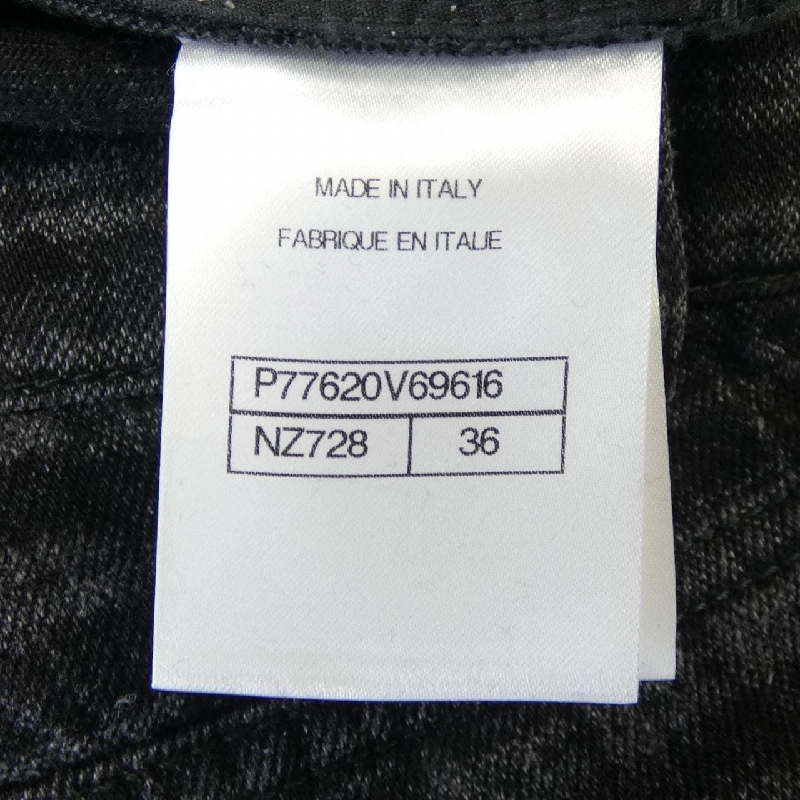 MADE IN ITALY
FABRIQUE EN ITALIE
P77620V69616
NZ728 36